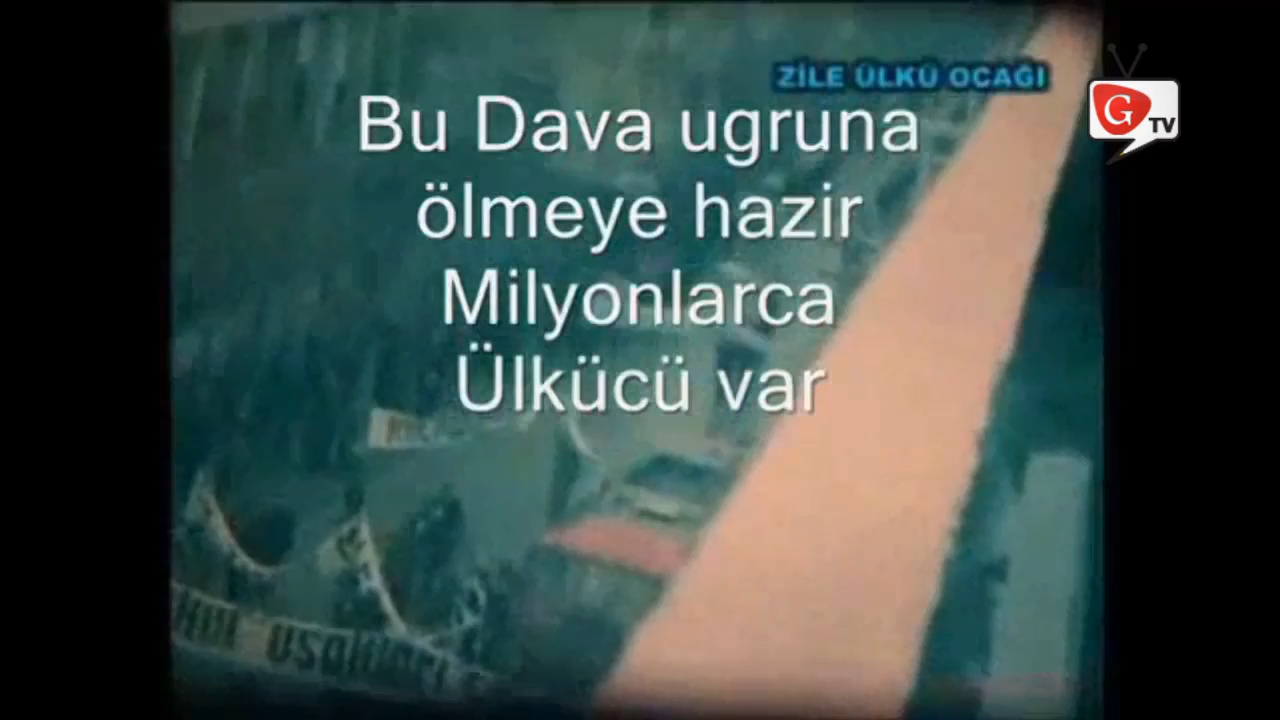 ZİLE ÜLKÜ OCAĞI
G
TV
Bu Dava ugruna
ölmeye hazir
Milyonlarca
Ülkücü var